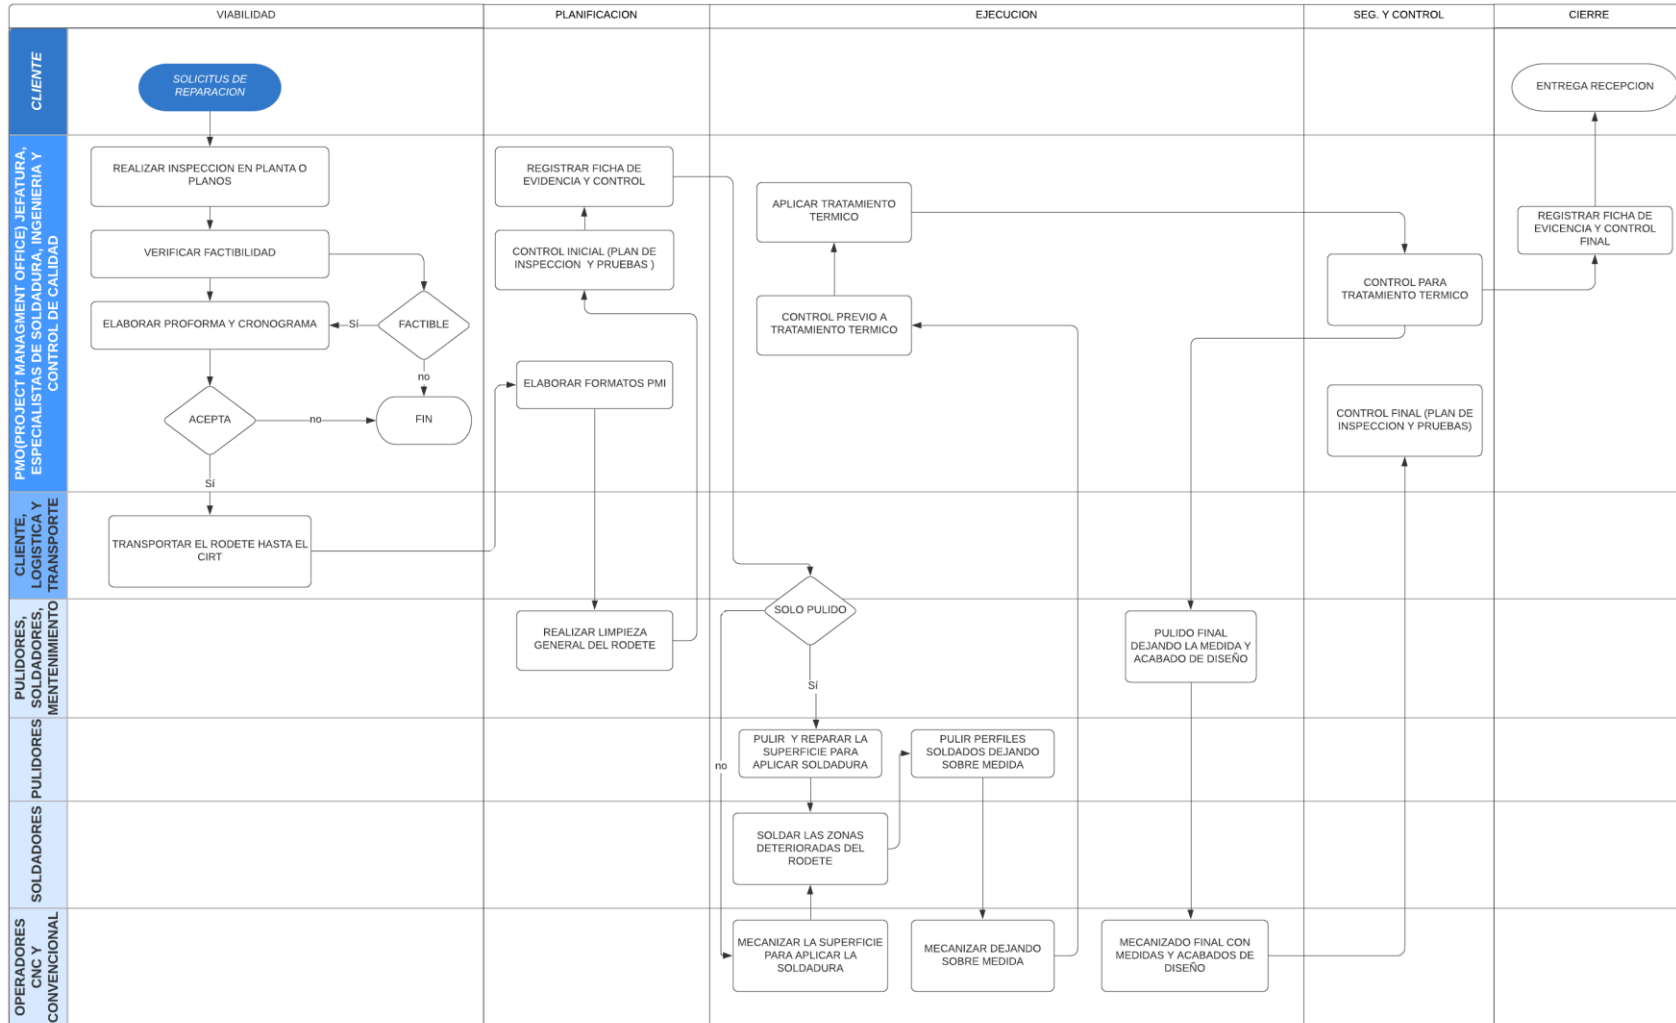 VIABILIDAD
PLANIFICACION
EJECUCION
SEG. Y CONTROL
CIERRE
CLIENTE
SOLICITUS DE
REPARACION
ENTREGA RECEPCION
PMO(PROJECT MANAGMENT OFFICE) JEFATURA,
ESPECIALISTAS DE SOLDADURA, INGENIERIA Y
CONTROL DE CALIDAD
REALIZAR INSPECCION EN PLANTA O
PLANOS
VERIFICAR FACTIBILIDAD
ELABORAR PROFORMA Y CRONOGRAMA
Sí
FACTIBLE
no
ACEPTA
no
FIN
Sí
REGISTRAR FICHA DE
EVIDENCIA Y CONTROL
CONTROL INICIAL (PLAN DE
INSPECCION Y PRUEBAS )
ELABORAR FORMATOS PMI
APLICAR TRATAMIENTO
TERMICO
CONTROL PREVIO A
TRATAMIENTO TERMICO
CONTROL PARA
TRATAMIENTO TERMICO
CONTROL FINAL (PLAN DE
INSPECCION Y PRUEBAS)
REGISTRAR FICHA DE
EVICENCIA Y CONTROL
FINAL
CLIENTE,
LOGISTICA Y
TRANSPORTE
TRANSPORTAR EL RODETE HASTA EL
CIRT
SOLO PULIDO
PULIDORES,
SOLDADORES,
MENTENIMIENTO
REALIZAR LIMPIEZA
GENERAL DEL RODETE
Sí
no
PULIDO FINAL
DEJANDO LA MEDIDA Y
ACABADO DE DISEÑO
PULIDORES
PULIR Y REPARAR LA
SUPERFICIE PARA
APLICAR SOLDADURA
PULIR PERFILES
SOLDADOS DEJANDO
SOBRE MEDIDA
SOLDADORES
SOLDAR LAS ZONAS
DETERIORADAS DEL
RODETE
OPERADORES
CNC Y
CONVENCIONAL
MECANIZAR LA SUPERFICIE
PARA APLICAR LA
SOLDADURA
MECANIZAR DEJANDO
SOBRE MEDIDA
MECANIZADO FINAL CON
MEDIDAS Y ACABADOS DE
DISEÑO